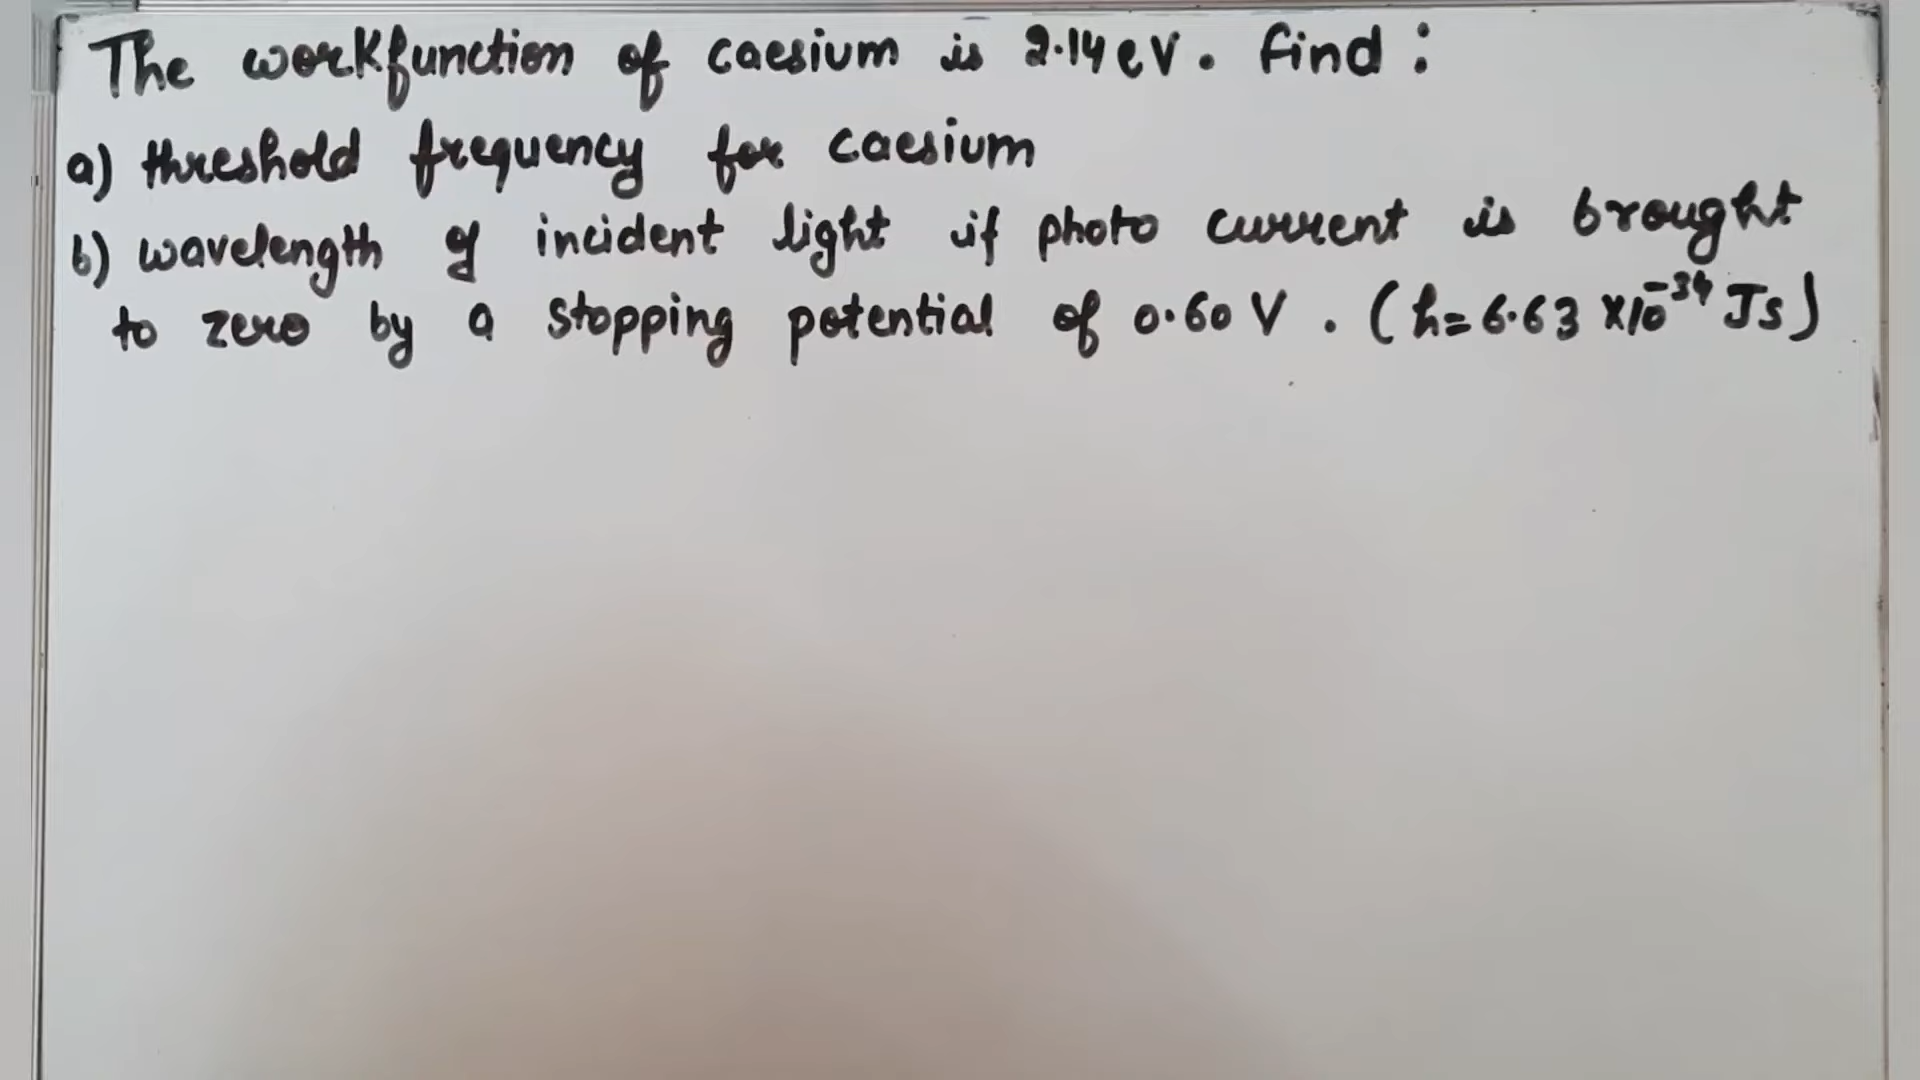 The workfunction of caesium is 2.14 eV. find :
a) threshold frequency for caesium
b) wavelength of incident light if photo current is brought
to zero by a stopping potential of 0.60 V. (h=6.63 ×10⁻³⁴ Js)